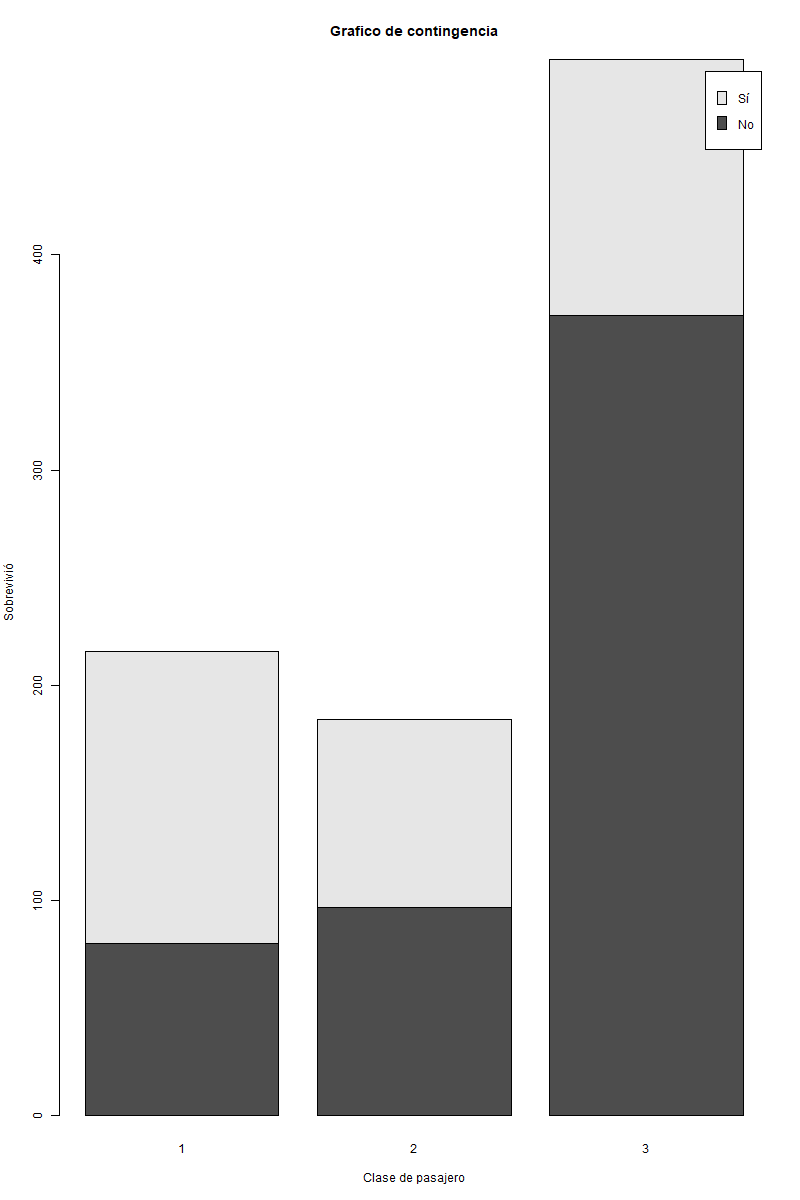 Grafico de contingencia
Sí
No
400
300
200
100
0
Sobrevivió
1
2
3
Clase de pasajero